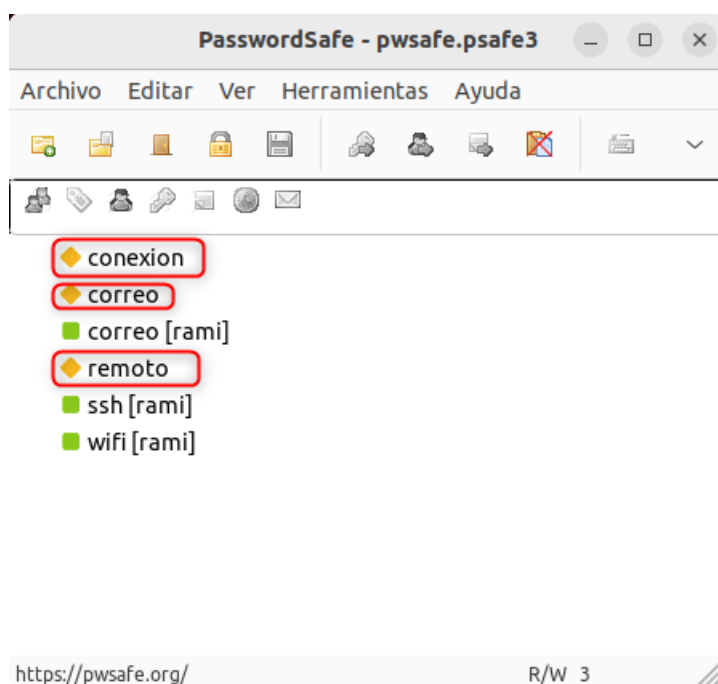 PasswordSafe - pwsafe.psafe3
Archivo Editar Ver Herramientas Ayuda
conexion
correo
correo [rami]
remoto
ssh [rami]
wifi [rami]
https://pwsafe.org/ R/W 3